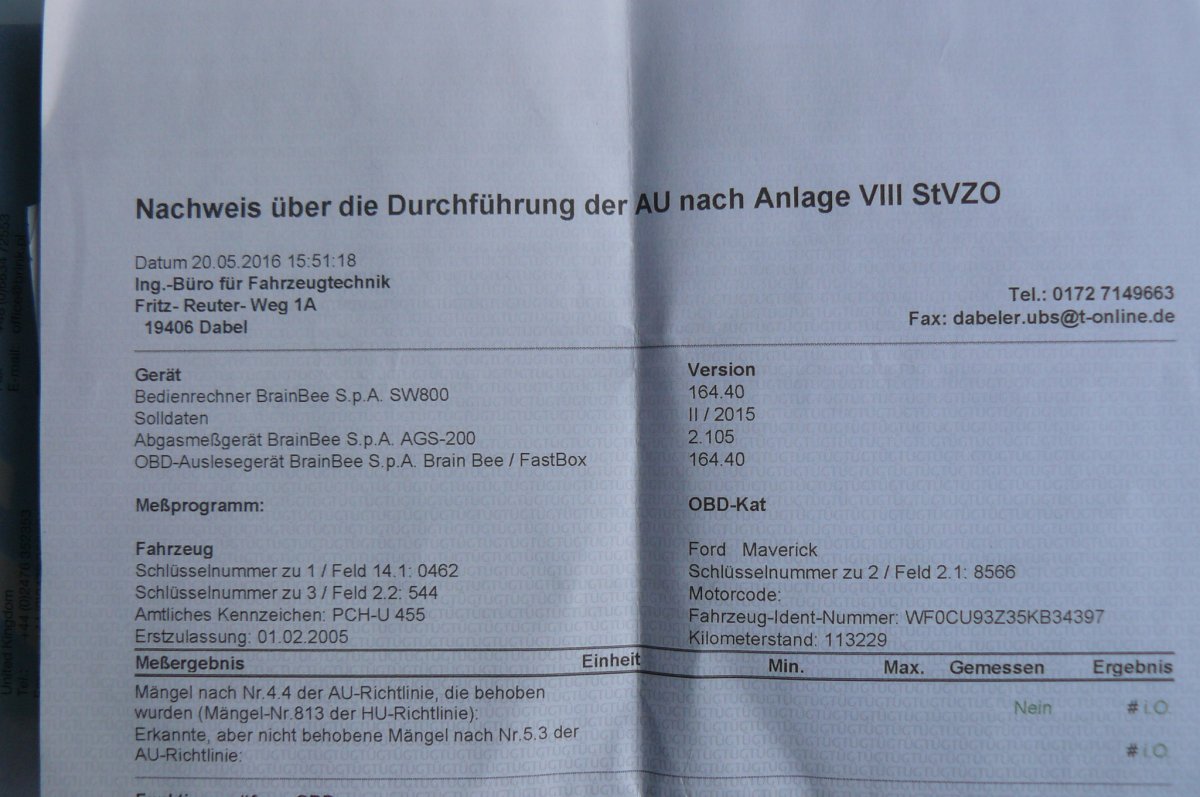 Nachweis über die Durchführung der AU nach Anlage VIII StVZO
Datum 20.05.2016 15:51:18
Ing.-Büro für Fahrzeugtechnik
Fritz- Reuter- Weg 1A
19406 Dabel
Tel.: 0172 7149663
Fax: dabeler.ubs@t-online.de
Gerät Version
Bedienrechner BrainBee S.p.A. SW800 164.40
Solldaten II / 2015
Abgasmeßgerät BrainBee S.p.A. AGS-200 2.105
OBD-Auslesegerät BrainBee S.p.A. Brain Bee / FastBox 164.40
Meßprogramm: OBD-Kat
Fahrzeug Ford Maverick
Schlüsselnummer zu 1 / Feld 14.1: 0462 Schlüsselnummer zu 2 / Feld 2.1: 8566
Schlüsselnummer zu 3 / Feld 2.2: 544 Motorcode:
Amtliches Kennzeichen: PCH-U 455 Fahrzeug-Ident-Nummer: WF0CU93Z35KB34397
Erstzulassung: 01.02.2005 Kilometerstand: 113229
Meßergebnis Einheit Min. Max. Gemessen Ergebnis
Mängel nach Nr.4.4 der AU-Richtlinie, die behoben
wurden (Mängel-Nr.813 der HU-Richtlinie): Nein # i.O.
Erkannte, aber nicht behobene Mängel nach Nr.5.3 der
AU-Richtlinie: # i.O.
United Kingdom
Tel.:
E-mail: